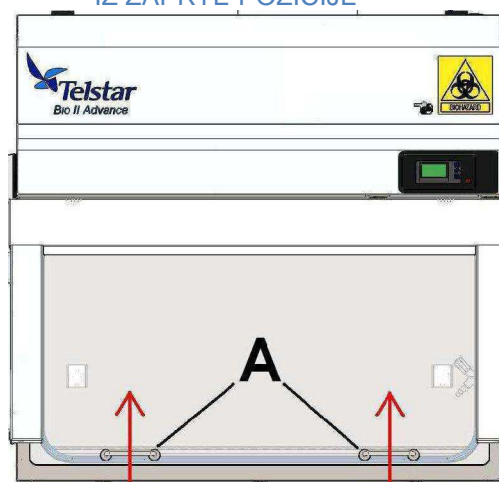 IZ ZAPRTE POZICIJE
Telstar
Bio II Advance
BIOHAZARD
A